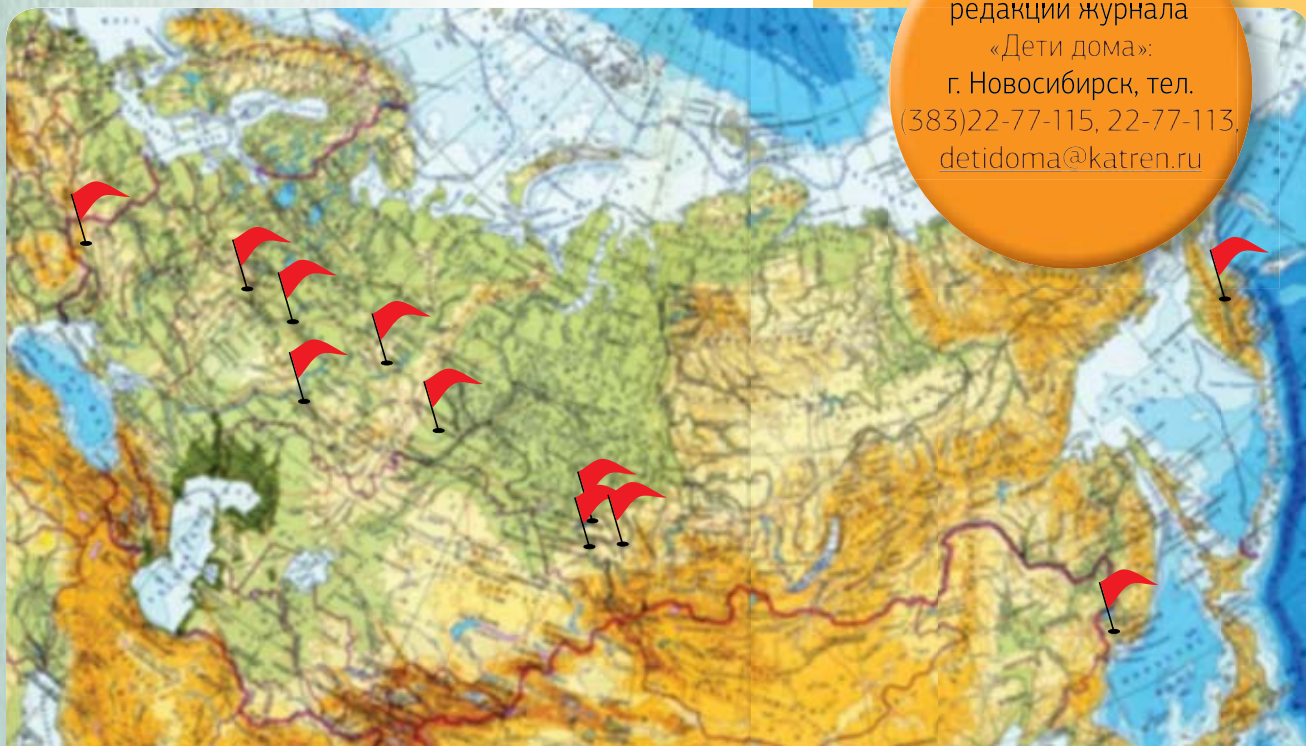 редакции журнала
«Дети дома»:
г. Новосибирск, тел.
(383)22-77-115, 22-77-113,
detidoma@katren.ru